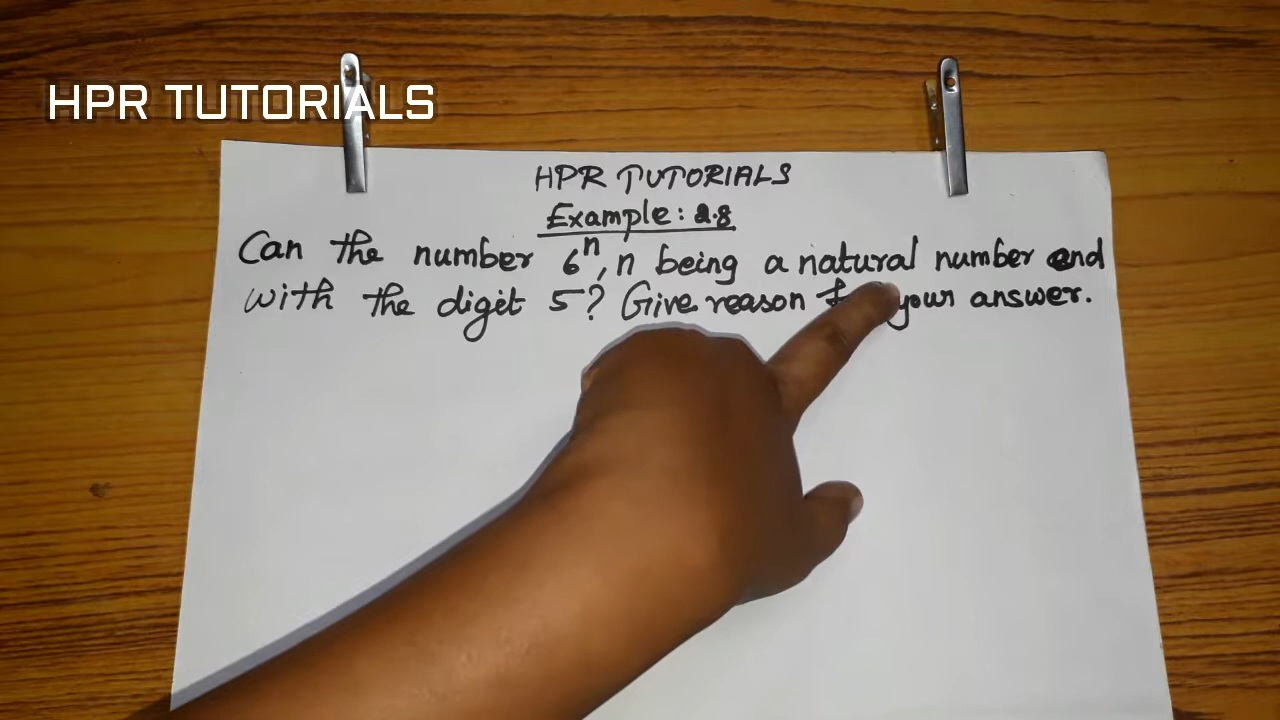 HPR TUTORIALS
HPR TUTORIALS
Example: 2.8
Can the number 6ⁿ, n being a natural number end
with the digit 5? Give reason your answer.